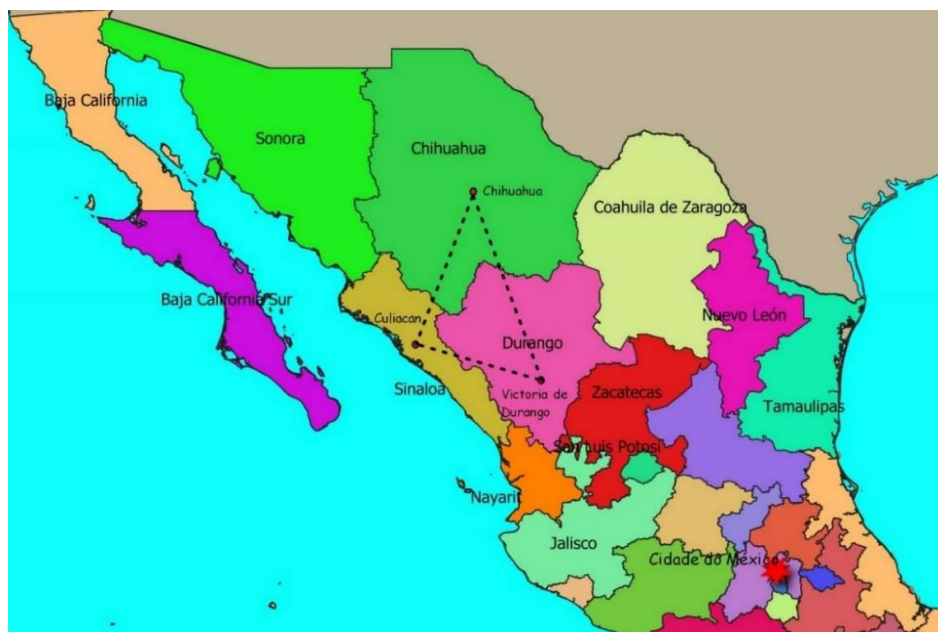 Baja California
Sonora
Chihuahua
Chihuahua
Coahuila de Zaragoza
Baja California Sur
Culiacan
Nuevo León
Durango
Sinaloa
Victoria de
Durango
Zacatecas
Tamaulipas
San Luis Potosí
Nayarit
Jalisco
Cidade do México